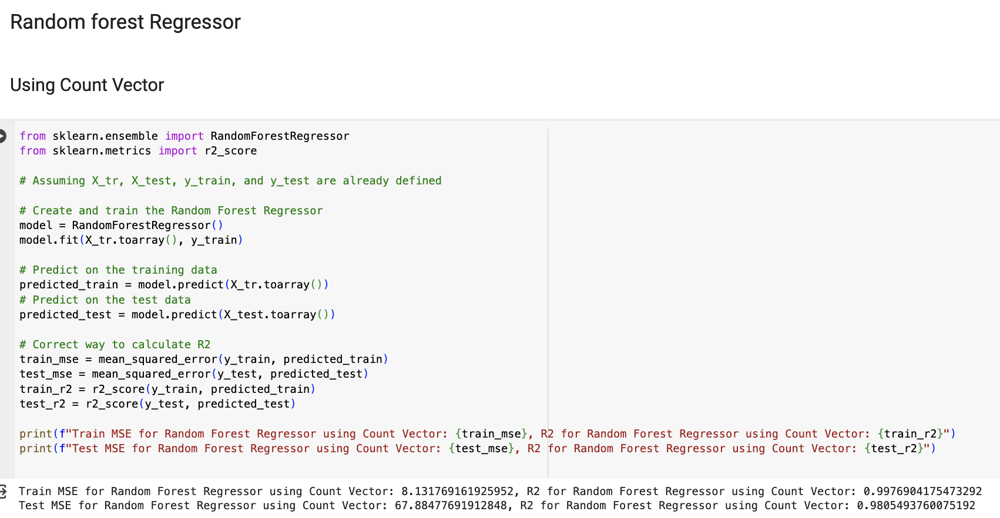 Random forest Regressor
Using Count Vector
from sklearn.ensemble import RandomForestRegressor
from sklearn.metrics import r2_score
# Assuming X_tr, X_test, y_train, and y_test are already defined
# Create and train the Random Forest Regressor
model = RandomForestRegressor()
model.fit(X_tr.toarray(), y_train)
# Predict on the training data
predicted_train = model.predict(X_tr.toarray())
# Predict on the test data
predicted_test = model.predict(X_test.toarray())
# Correct way to calculate R2
train_mse = mean_squared_error(y_train, predicted_train)
test_mse = mean_squared_error(y_test, predicted_test)
train_r2 = r2_score(y_train, predicted_train)
test_r2 = r2_score(y_test, predicted_test)
print(f"Train MSE for Random Forest Regressor using Count Vector: {train_mse}, R2 for Random Forest Regressor using Count Vector: {train_r2}")
print(f"Test MSE for Random Forest Regressor using Count Vector: {test_mse}, R2 for Random Forest Regressor using Count Vector: {test_r2}")
Train MSE for Random Forest Regressor using Count Vector: 8.131769161925952, R2 for Random Forest Regressor using Count Vector: 0.9976904175473292
Test MSE for Random Forest Regressor using Count Vector: 67.88477691912848, R2 for Random Forest Regressor using Count Vector: 0.9805493760075192